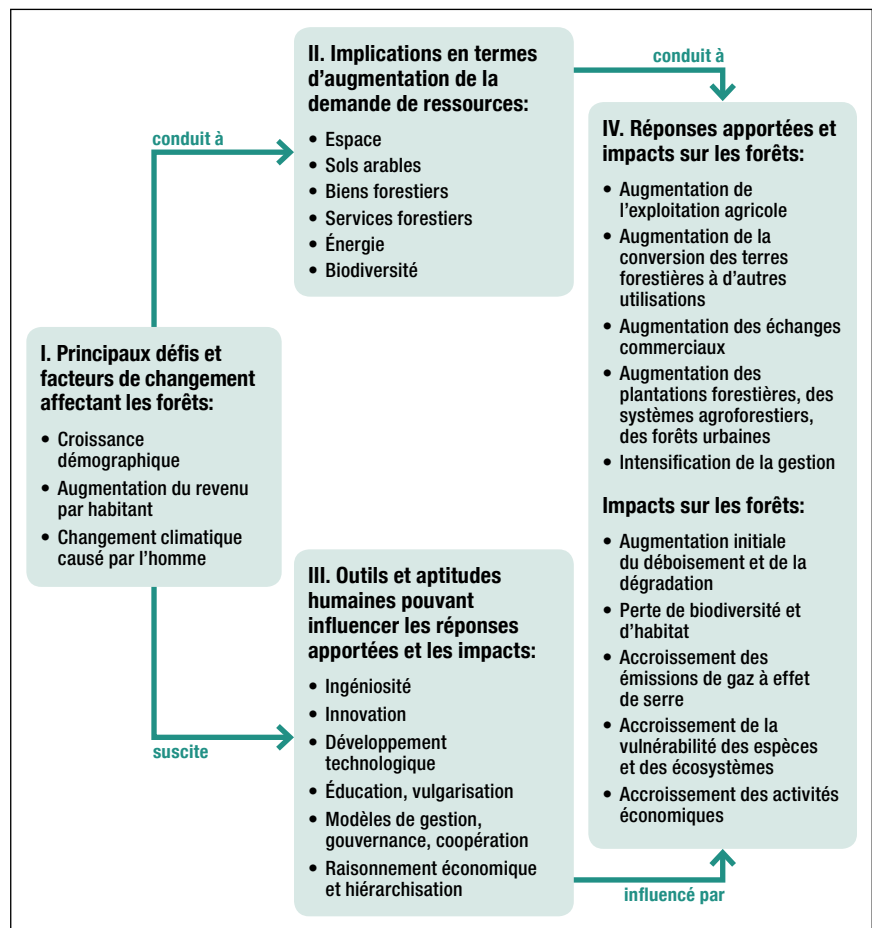 I. Principaux défis et
facteurs de changement
affectant les forêts:
• Croissance
démographique
• Augmentation du revenu
par habitant
• Changement climatique
causé par l'homme
conduit à
II. Implications en termes
d'augmentation de la
demande de ressources:
• Espace
• Sols arables
• Biens forestiers
• Services forestiers
• Énergie
• Biodiversité
suscite
III. Outils et aptitudes
humaines pouvant
influencer les réponses
apportées et les impacts:
• Ingéniosité
• Innovation
• Développement
technologique
• Éducation, vulgarisation
• Modèles de gestion,
gouvernance, coopération
• Raisonnement économique
et hiérarchisation
conduit à
IV. Réponses apportées et
impacts sur les forêts:
• Augmentation de
l'exploitation agricole
• Augmentation de la
conversion des terres
forestières à d'autres
utilisations
• Augmentation des échanges
commerciaux
• Augmentation des
plantations forestières, des
systèmes agroforestiers,
des forêts urbaines
• Intensification de la gestion
Impacts sur les forêts:
• Augmentation initiale
du déboisement et de la
dégradation
• Perte de biodiversité et
d'habitat
• Accroissement des
émissions de gaz à effet
de serre
• Accroissement de la
vulnérabilité des espèces
et des écosystèmes
• Accroissement des activités
économiques
influencé par